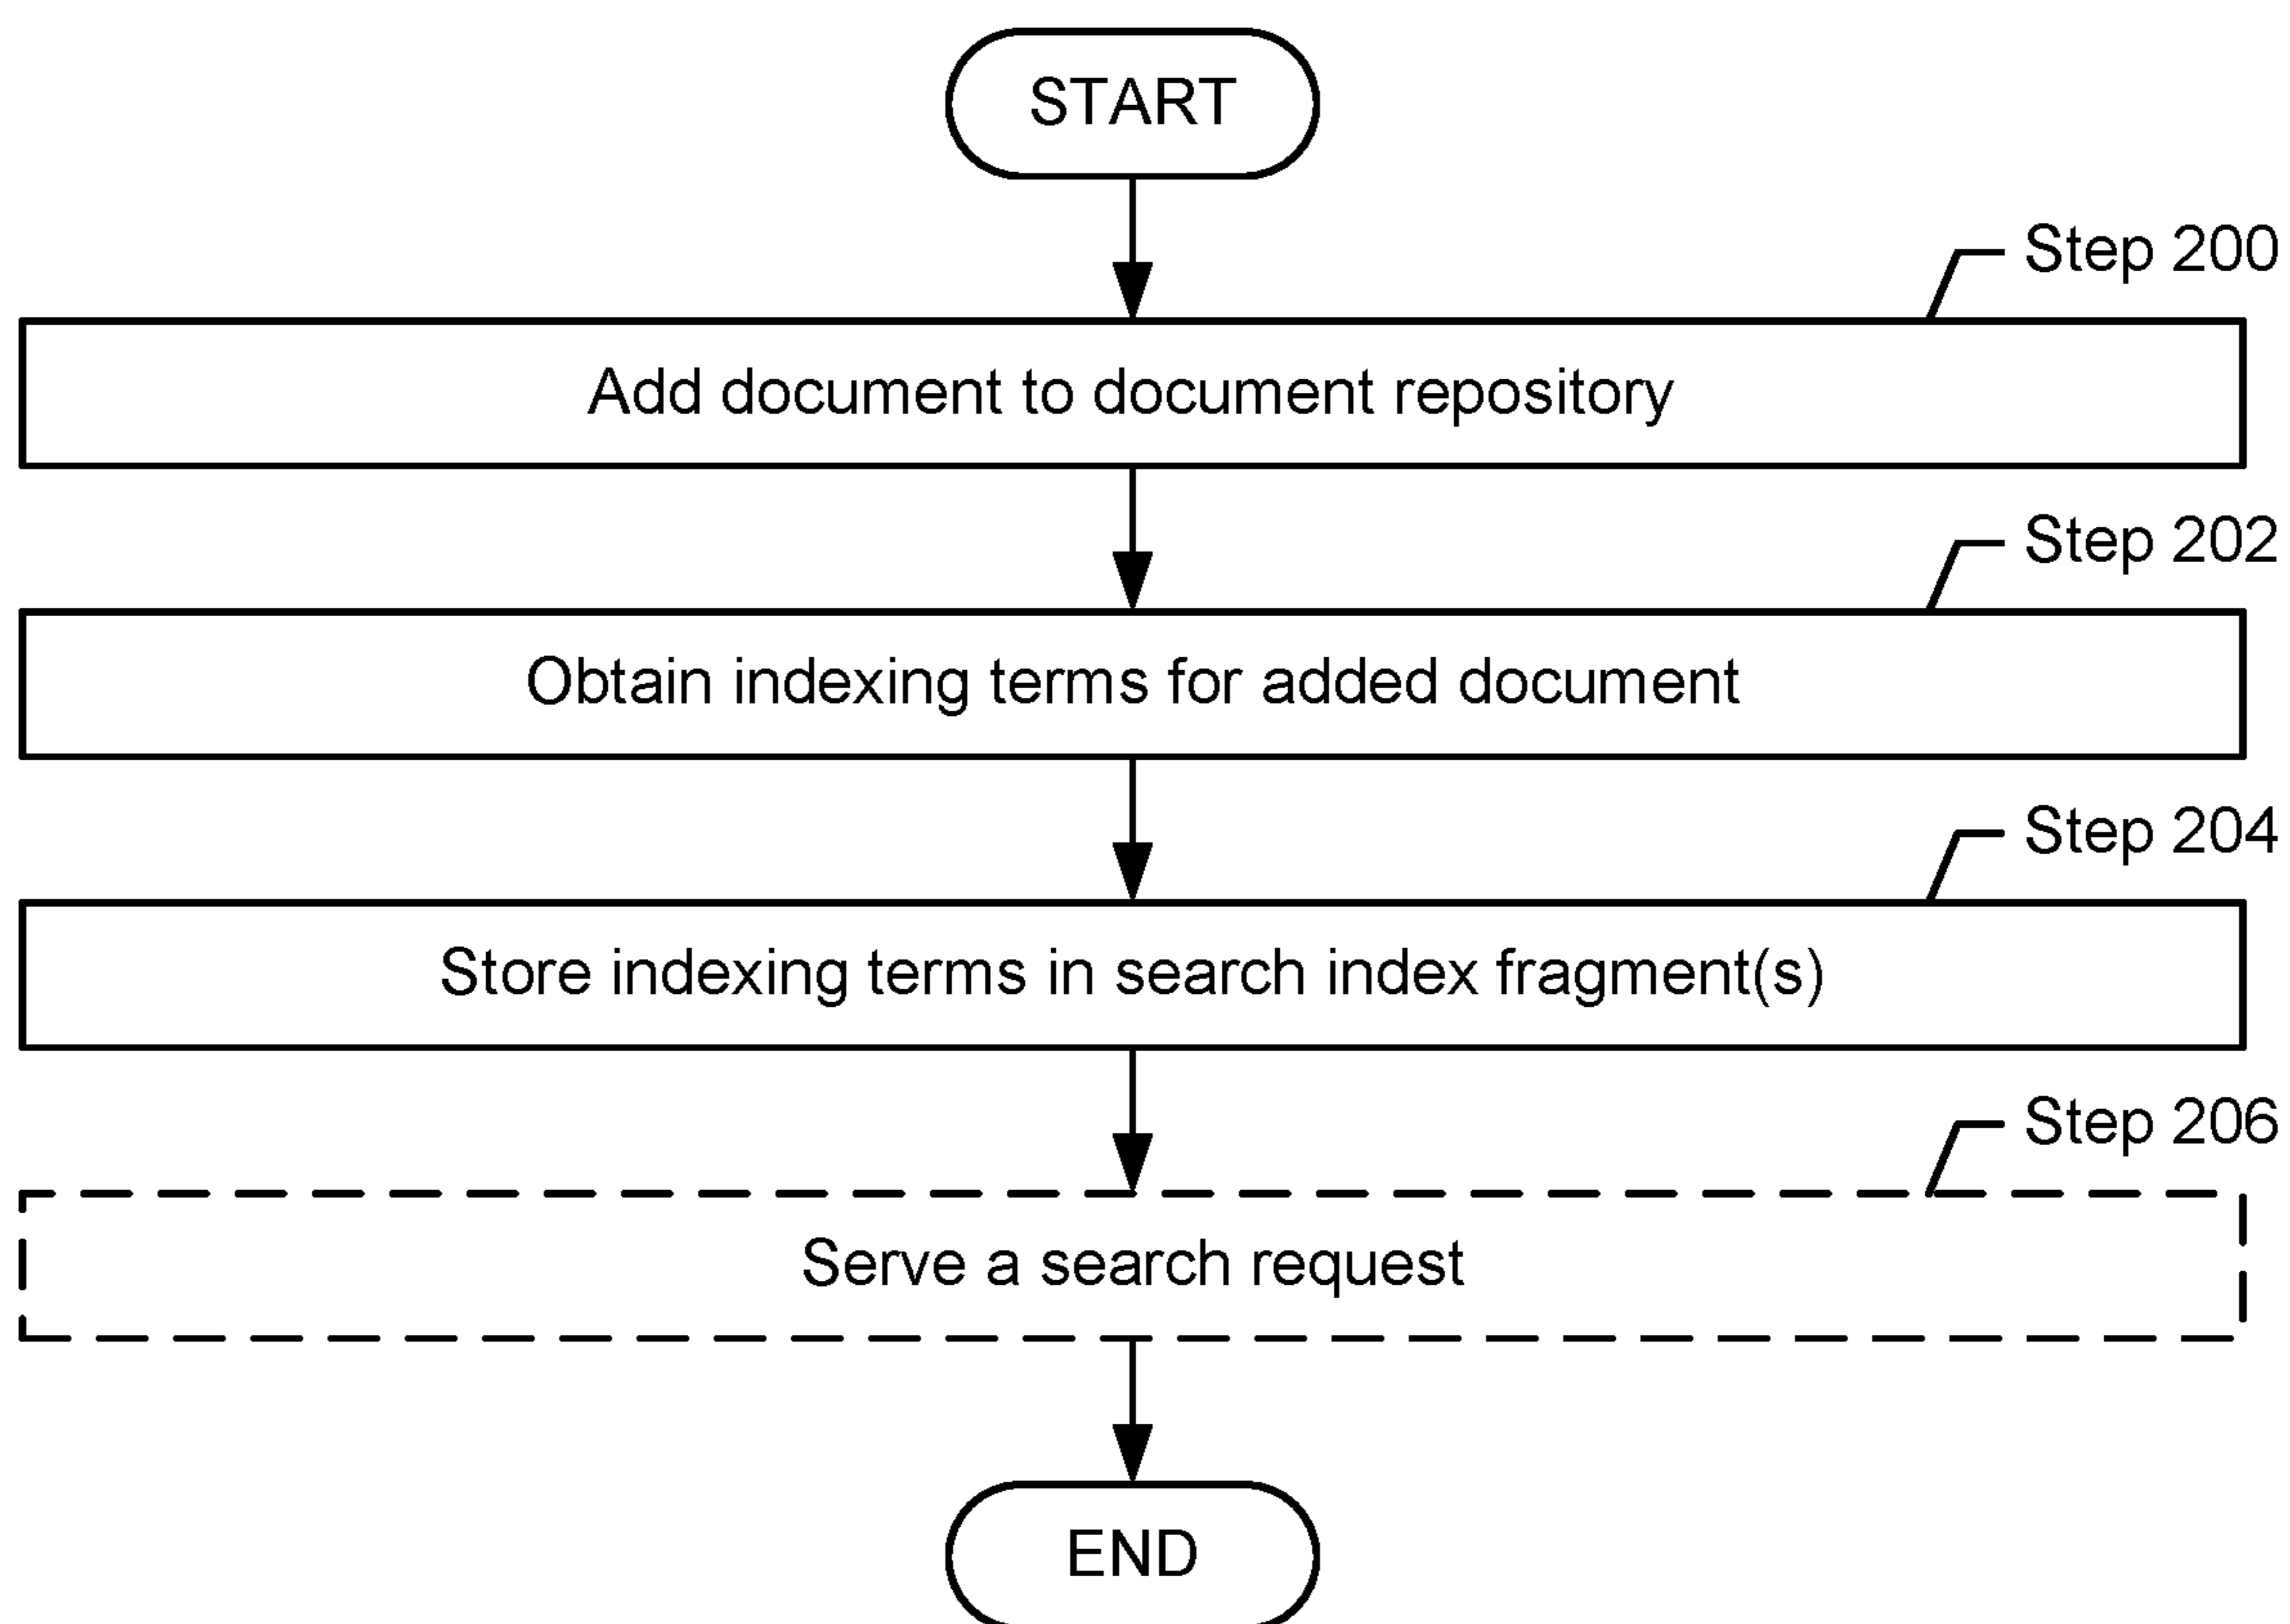 START
Step 200
Add document to document repository
Step 202
Obtain indexing terms for added document
Step 204
Store indexing terms in search index fragment(s)
Step 206
Serve a search request
END